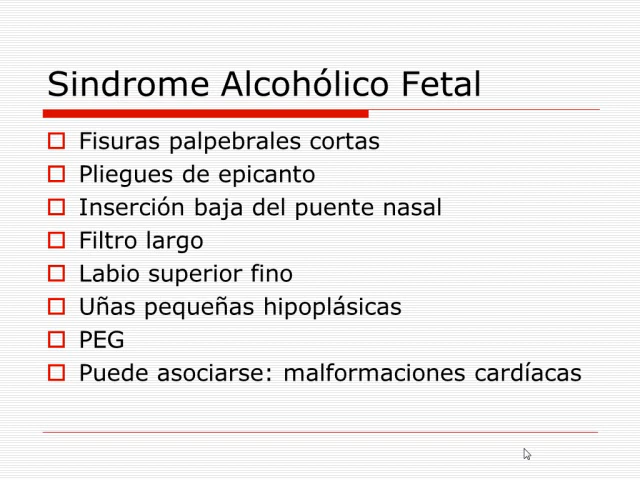 Sindrome Alcohólico Fetal
Fisuras palpebrales cortas
Pliegues de epicanto
Inserción baja del puente nasal
Filtro largo
Labio superior fino
Uñas pequeñas hipoplásicas
PEG
Puede asociarse: malformaciones cardíacas